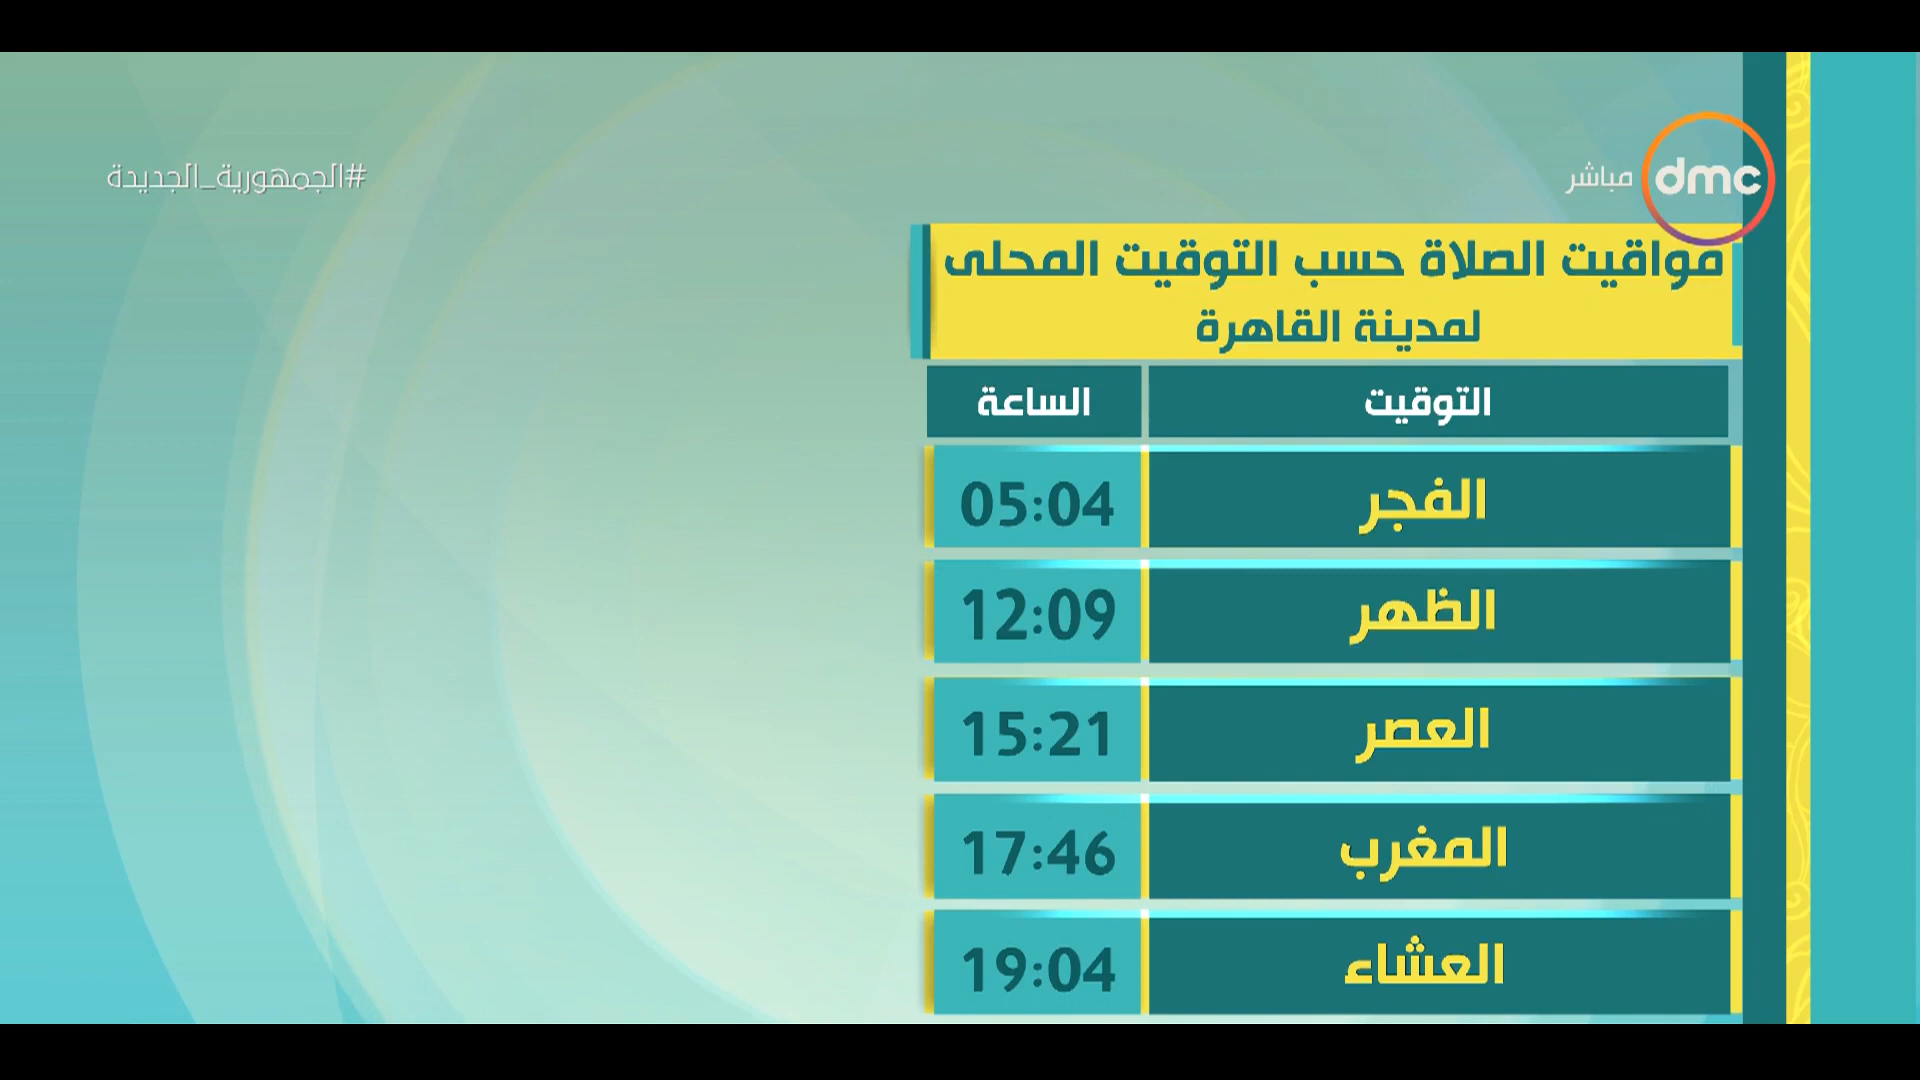 #الجمهورية_الجديدة
مباشر dmc
مواقيت الصلاة حسب التوقيت المحلى
لمدينة القاهرة
التوقيت الساعة
الفجر 05:04
الظهر 12:09
العصر 15:21
المغرب 17:46
العشاء 19:04